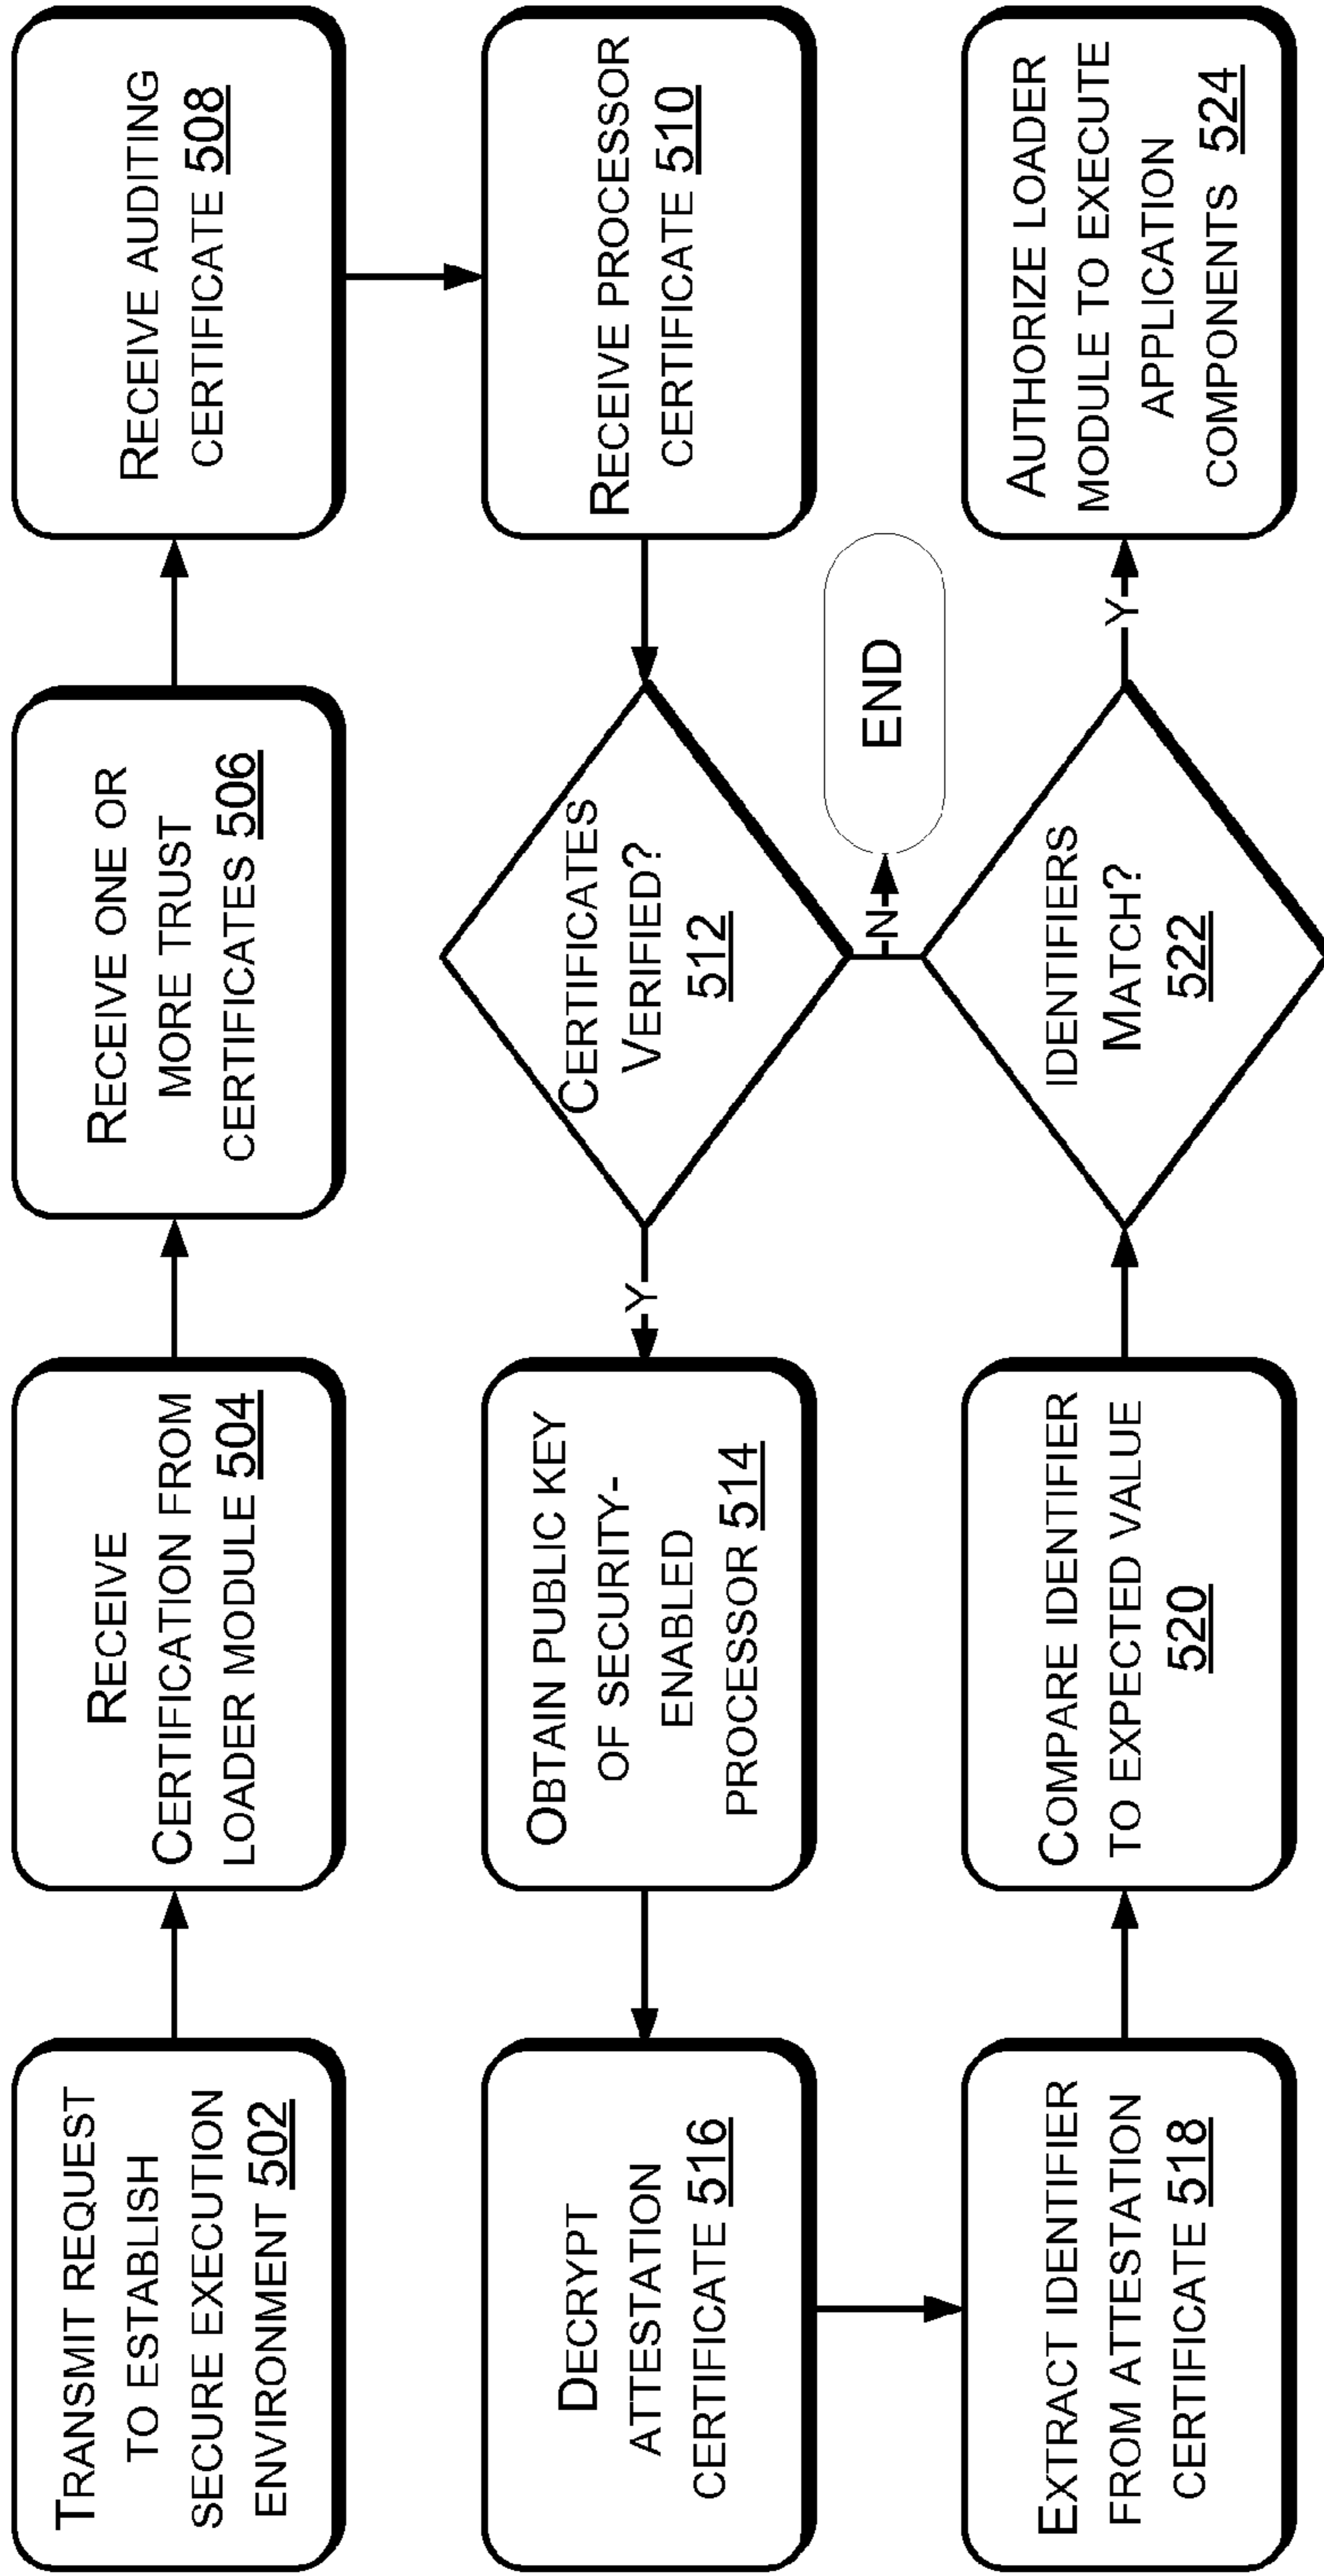 TRANSMIT REQUEST
TO ESTABLISH
SECURE EXECUTION
ENVIRONMENT 502
RECEIVE
CERTIFICATION FROM
LOADER MODULE 504
RECEIVE ONE OR
MORE TRUST
CERTIFICATES 506
RECEIVE AUDITING
CERTIFICATE 508
RECEIVE PROCESSOR
CERTIFICATE 510
CERTIFICATES
VERIFIED?
512
Y
N
END
OBTAIN PUBLIC KEY
OF SECURITY-
ENABLED
PROCESSOR 514
DECRYPT
ATTESTATION
CERTIFICATE 516
EXTRACT IDENTIFIER
FROM ATTESTATION
CERTIFICATE 518
COMPARE IDENTIFIER
TO EXPECTED VALUE
520
IDENTIFIERS
MATCH?
522
Y
AUTHORIZE LOADER
MODULE TO EXECUTE
APPLICATION
COMPONENTS 524